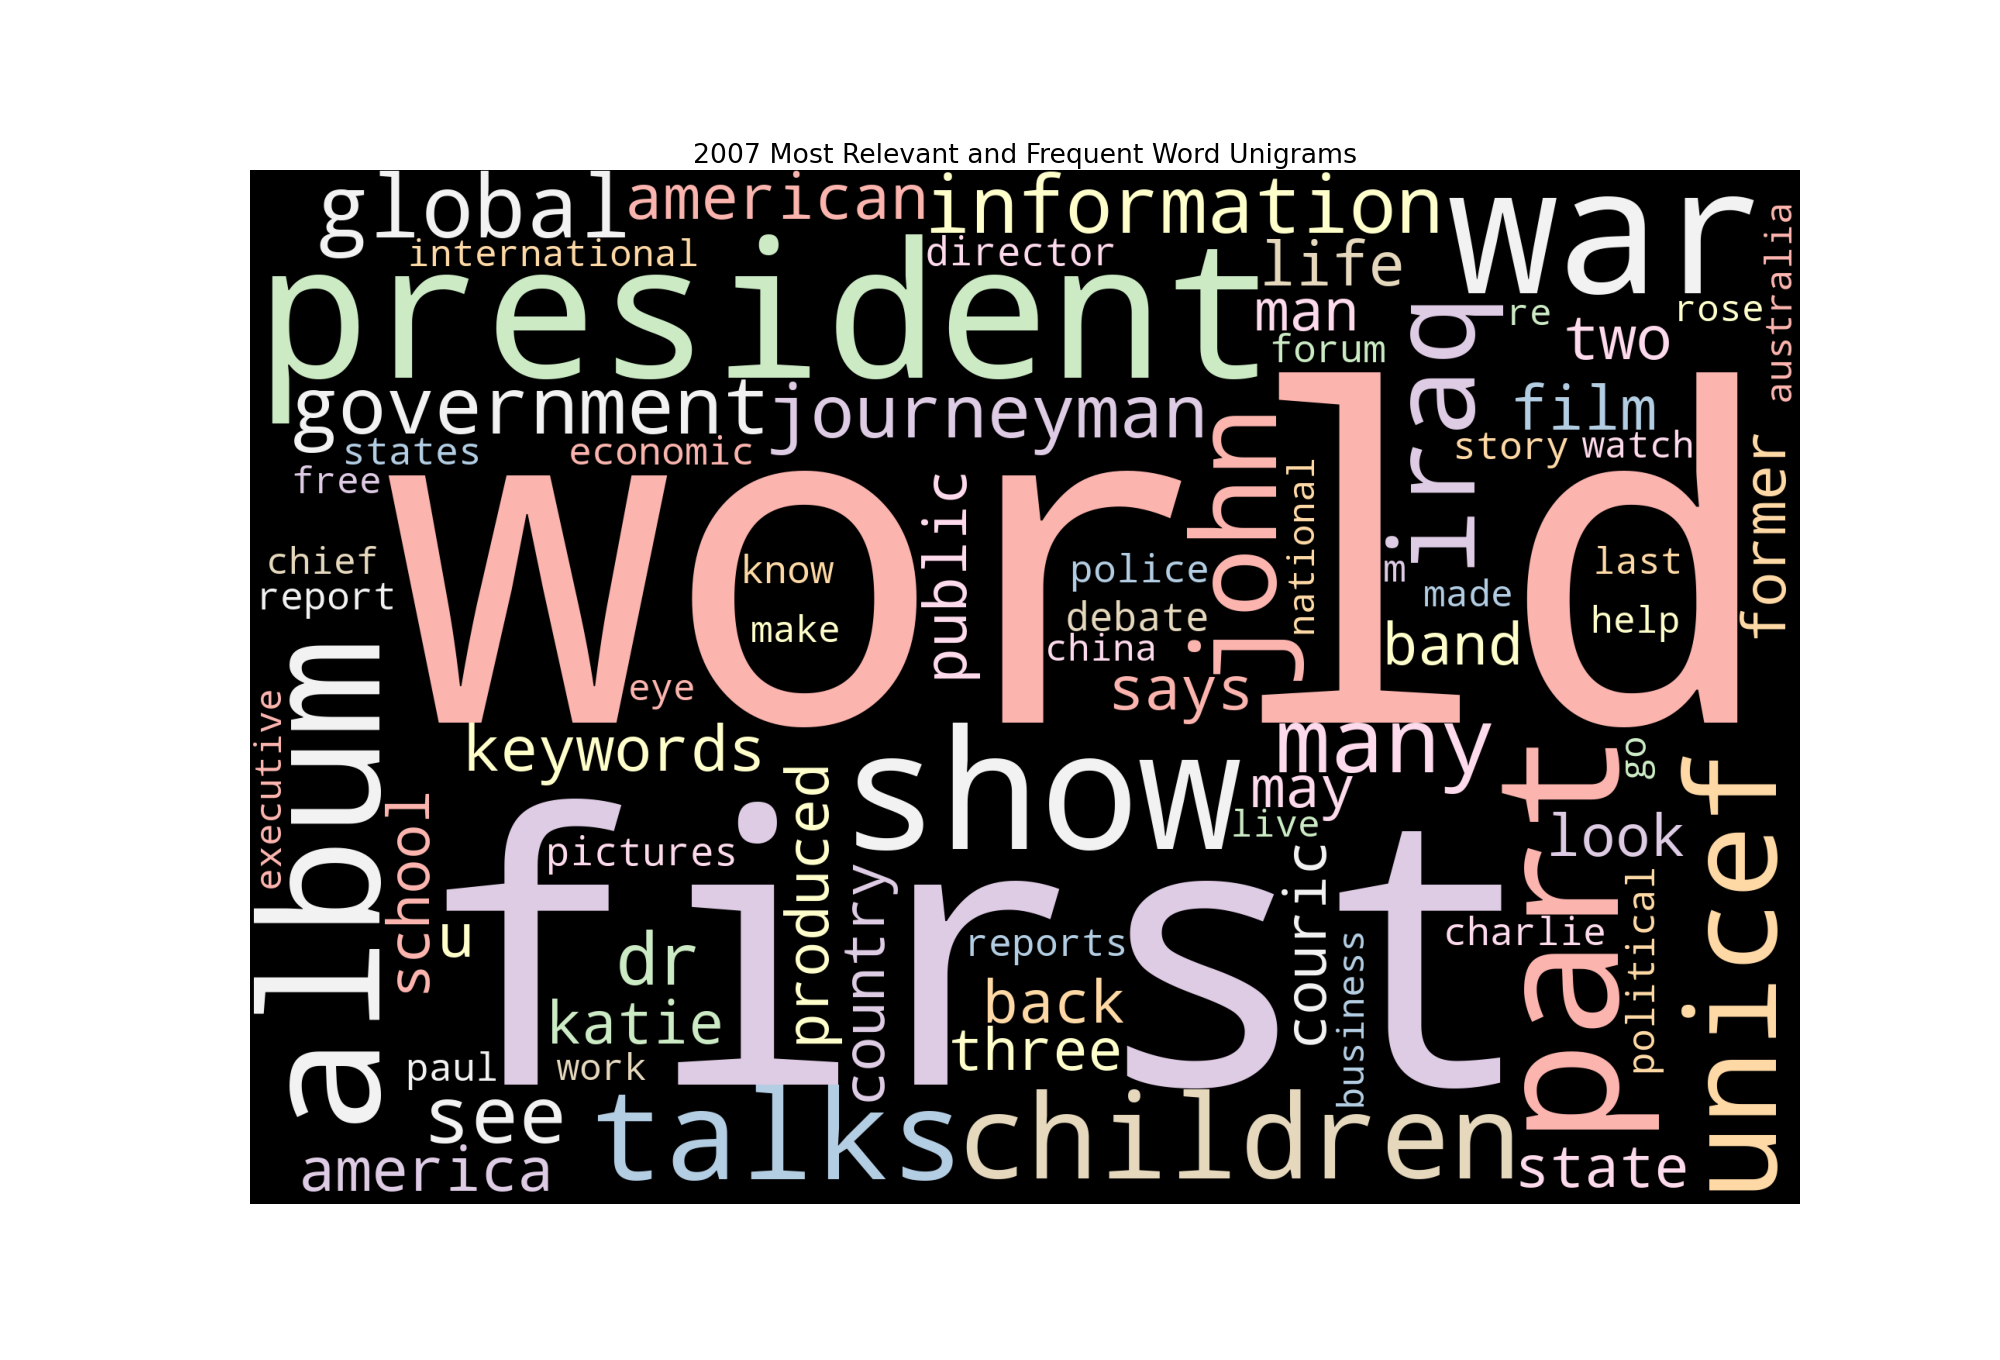 2007 Most Relevant and Frequent Word Unigrams
global
american
information
war
australia
international
director
life
president
man
iraq
re
rose
two
forum
government
journeyman
film
states
economic
john
story
watch
former
free
world
public
national
chief
know
police
m
last
report
made
make
debate
help
china
band
album
eye
says
executive
keywords
show
many
go
unicef
school
produced
may
part
live
look
pictures
country
couric
political
u
dr
reports
charlie
first
business
katie
back
three
paul
work
see
talks
children
america
state